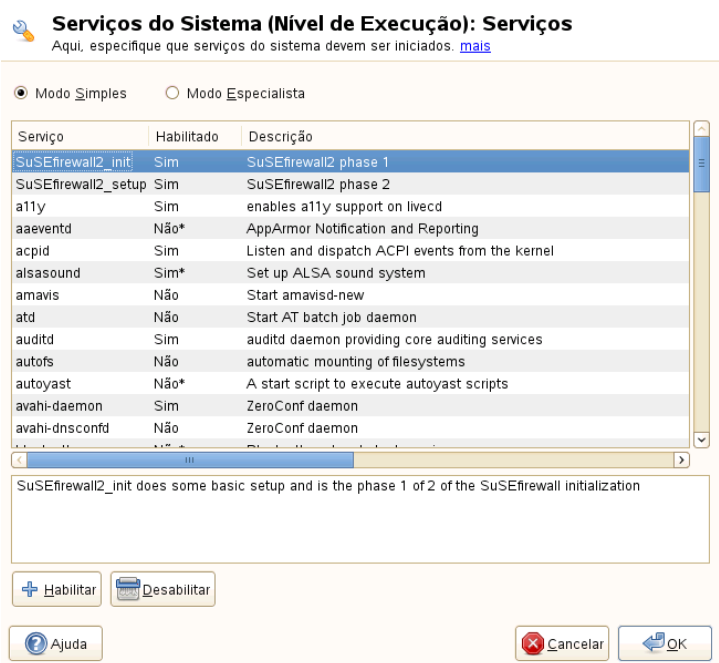 Serviços do Sistema (Nível de Execução): Serviços
Aqui, especifique que serviços do sistema devem ser iniciados. mais
Modo Simples Modo Especialista
Serviço Habilitado Descrição
SuSEfirewall2_init Sim SuSEfirewall2 phase 1
SuSEfirewall2_setup Sim SuSEfirewall2 phase 2
a11y Sim enables a11y support on livecd
aaeventd Não* AppArmor Notification and Reporting
acpid Sim Listen and dispatch ACPI events from the kernel
alsasound Sim* Set up ALSA sound system
amavis Não Start amavisd-new
atd Não Start AT batch job daemon
auditd Sim auditd daemon providing core auditing services
autofs Não automatic mounting of filesystems
autoyast Não* A start script to execute autoyast scripts
avahi-daemon Sim ZeroConf daemon
avahi-dnsconfd Não ZeroConf daemon
SuSEfirewall2_init does some basic setup and is the phase 1 of 2 of the SuSEfirewall initialization
Habilitar Desabilitar
Ajuda Cancelar OK